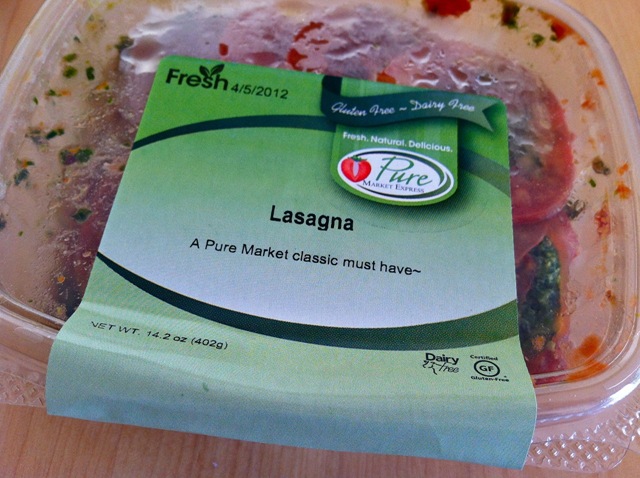 Fresh 4/5/2012
Gluten Free ~ Dairy Free
Fresh. Natural. Delicious.
Pure
MARKET EXPRESS
Lasagna
A Pure Market classic must have~
NET WT. 14.2 oz (402g)
Dairy
Free
Certified
GF
Gluten-Free